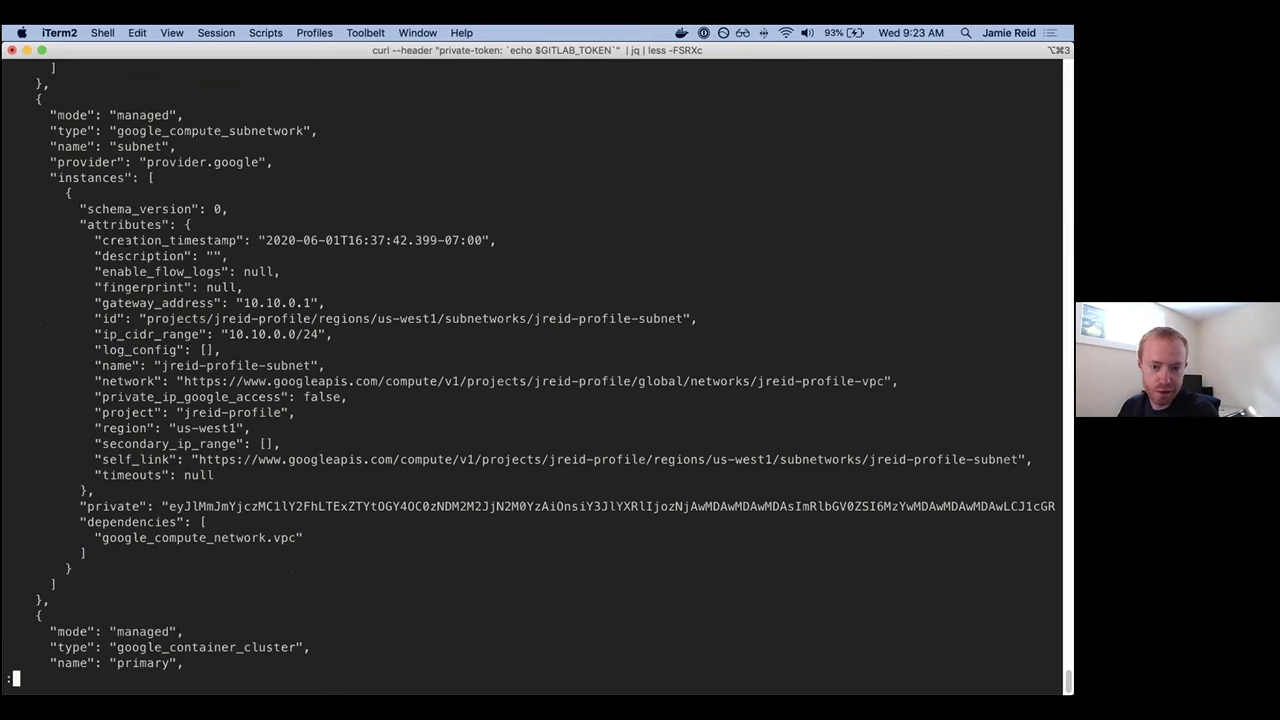 iTerm2 Shell Edit View Session Scripts Profiles Toolbelt Window Help 93% Wed 9:23 AM Jamie Reid
curl --header "private-token: `echo $GITLAB_TOKEN`" | jq | less -FSRXc ⌥⌘3
]
},
{
"mode": "managed",
"type": "google_compute_subnetwork",
"name": "subnet",
"provider": "provider.google",
"instances": [
{
"schema_version": 0,
"attributes": {
"creation_timestamp": "2020-06-01T16:37:42.399-07:00",
"description": "",
"enable_flow_logs": null,
"fingerprint": null,
"gateway_address": "10.10.0.1",
"id": "projects/jreid-profile/regions/us-west1/subnetworks/jreid-profile-subnet",
"ip_cidr_range": "10.10.0.0/24",
"log_config": [],
"name": "jreid-profile-subnet",
"network": "https://www.googleapis.com/compute/v1/projects/jreid-profile/global/networks/jreid-profile-vpc",
"private_ip_google_access": false,
"project": "jreid-profile",
"region": "us-west1",
"secondary_ip_range": [],
"self_link": "https://www.googleapis.com/compute/v1/projects/jreid-profile/regions/us-west1/subnetworks/jreid-profile-subnet",
"timeouts": null
},
"private": "eyJlMmJmYjczMC1lY2FhLTExZTYtOGY4OC0zNDM2M2JjN2M0YzAiOnsiY3JlYXRlIjozNjAwMDAwMDAwMDAsImRlbGV0ZSI6MzYwMDAwMDAwMDAwLCJ1cGR
"dependencies": [
"google_compute_network.vpc"
]
}
]
},
{
"mode": "managed",
"type": "google_container_cluster",
"name": "primary",
: